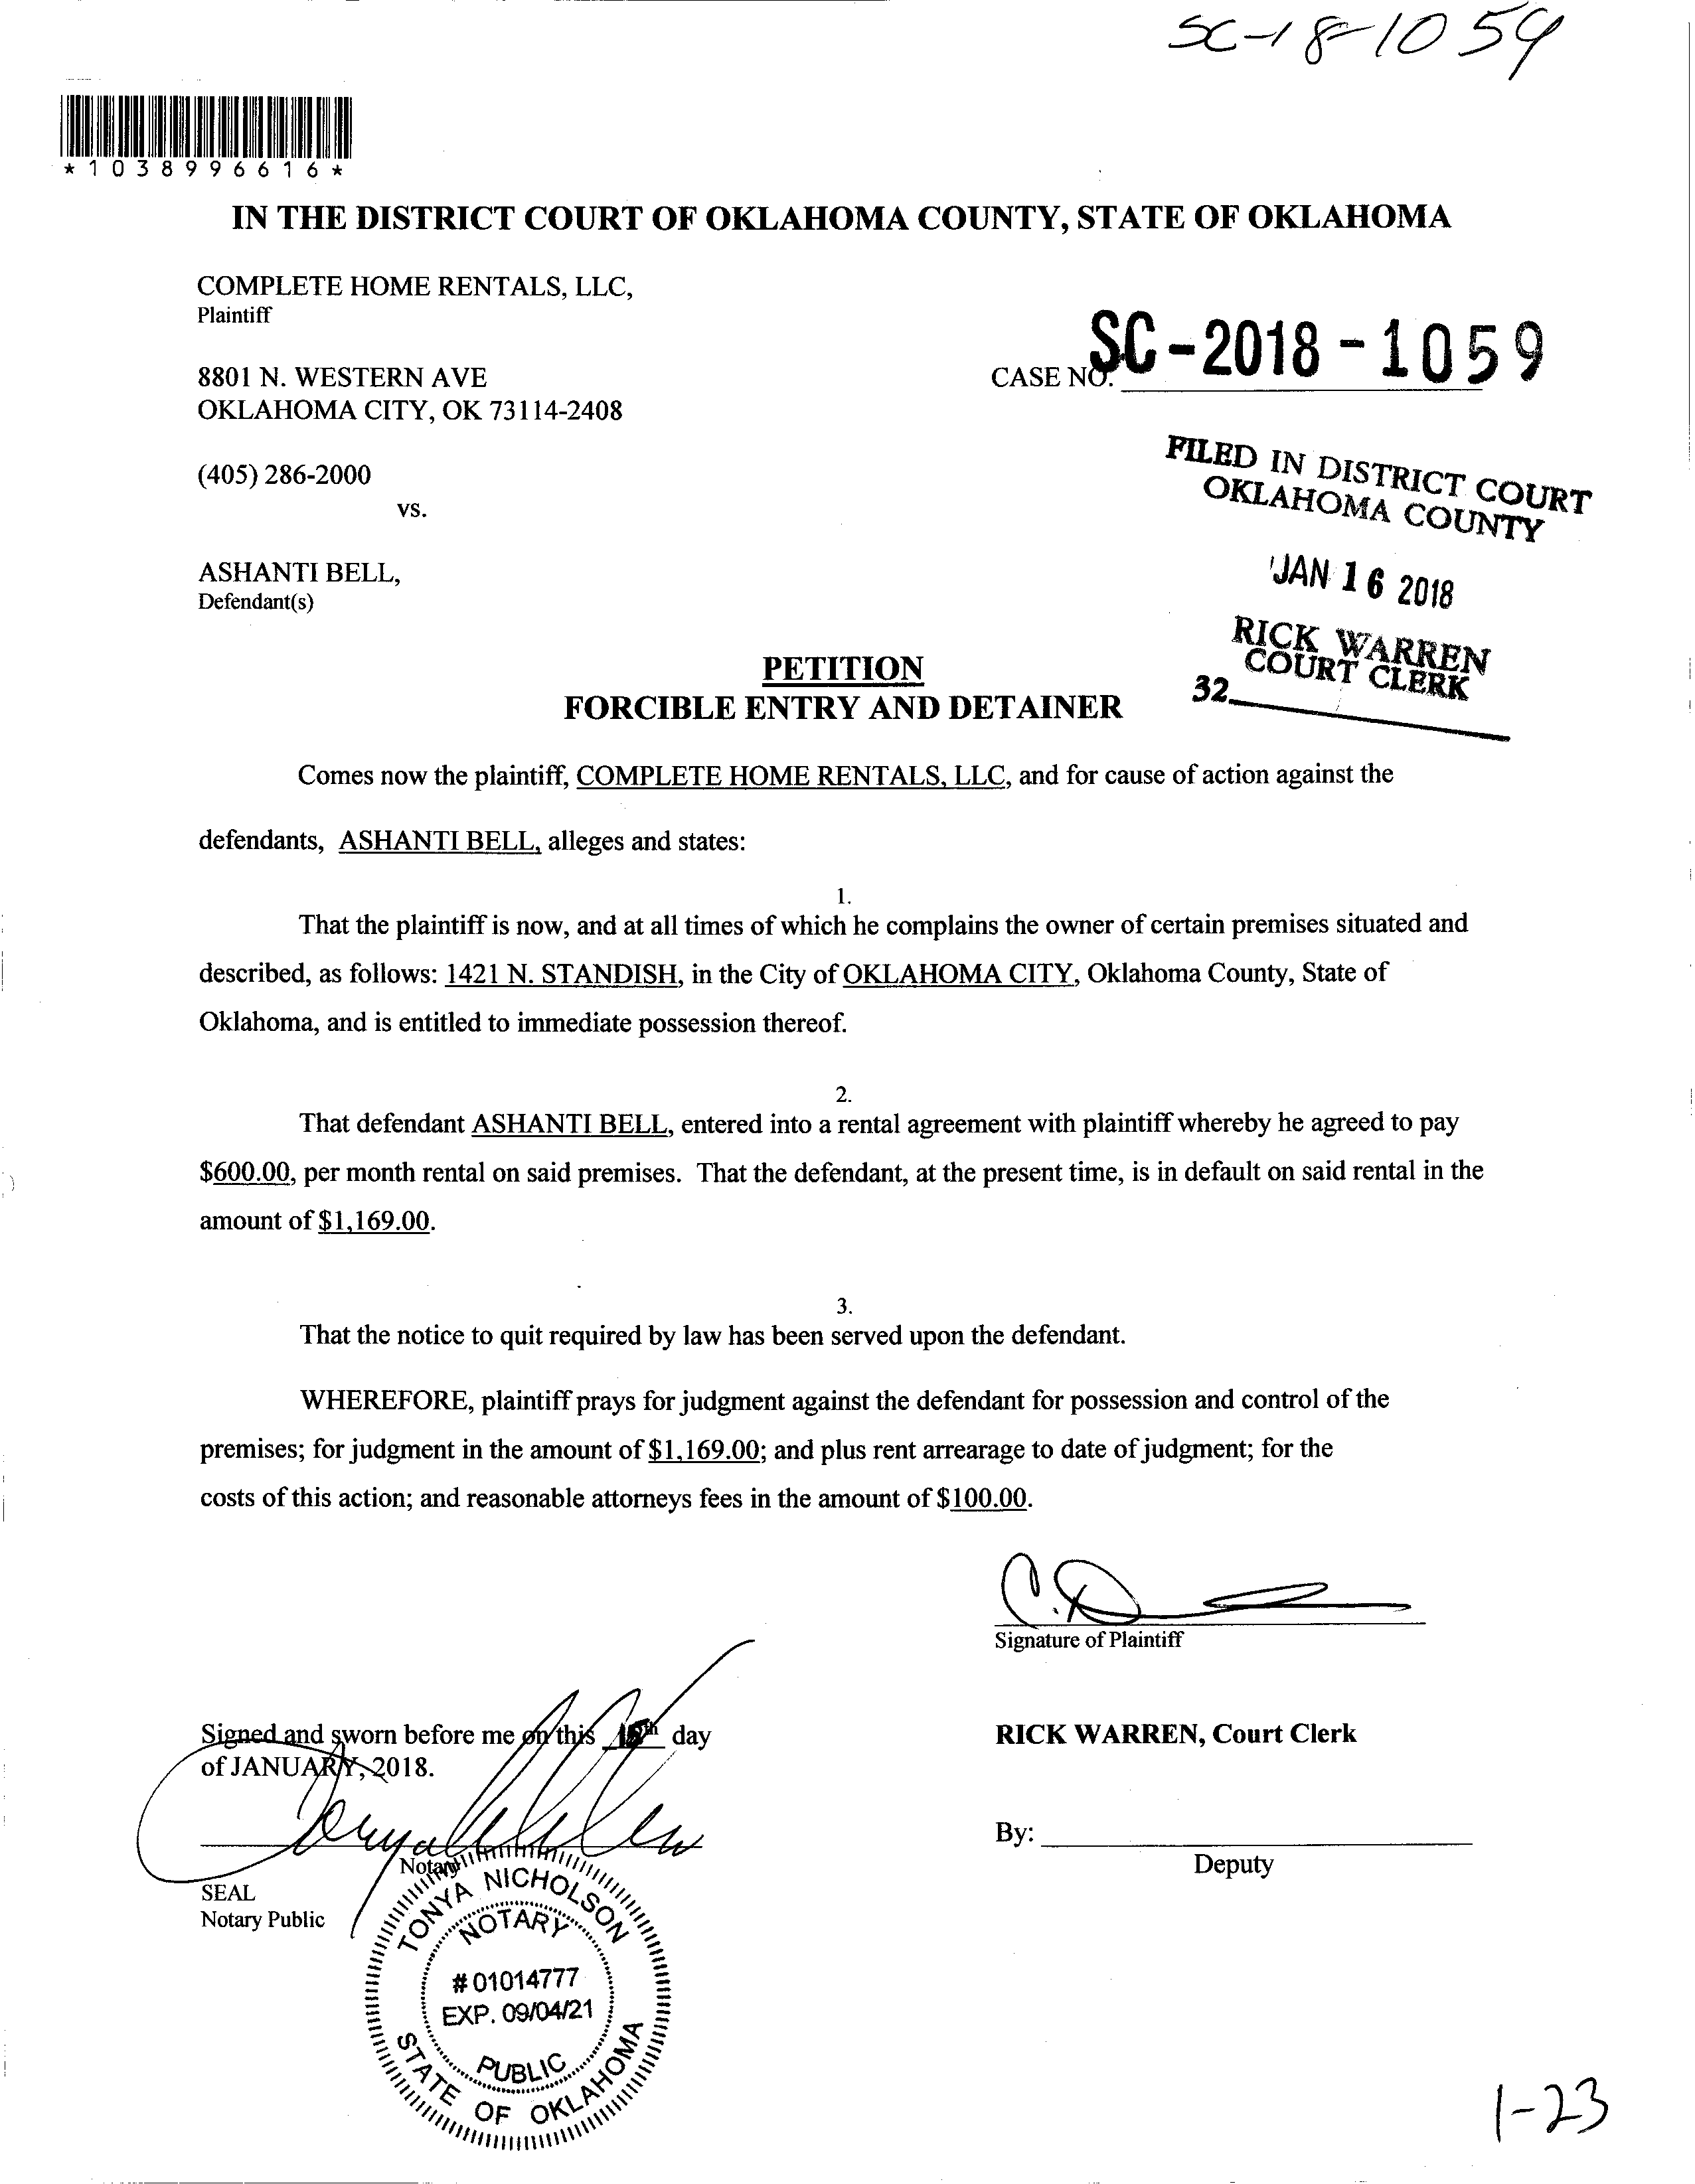 SC-18-1059
*1038996616*
IN THE DISTRICT COURT OF OKLAHOMA COUNTY, STATE OF OKLAHOMA
COMPLETE HOME RENTALS, LLC,
Plaintiff
8801 N. WESTERN AVE
OKLAHOMA CITY, OK 73114-2408
CASE NO. SC-2018-1059
(405) 286-2000
vs.
FILED IN DISTRICT COURT
OKLAHOMA COUNTY
ASHANTI BELL,
Defendant(s)
JAN 16 2018
RICK WARREN
COURT CLERK
32
PETITION
FORCIBLE ENTRY AND DETAINER
Comes now the plaintiff, COMPLETE HOME RENTALS, LLC, and for cause of action against the
defendants, ASHANTI BELL, alleges and states:
1.
That the plaintiff is now, and at all times of which he complains the owner of certain premises situated and
described, as follows: 1421 N. STANDISH, in the City of OKLAHOMA CITY, Oklahoma County, State of
Oklahoma, and is entitled to immediate possession thereof.
2.
That defendant ASHANTI BELL, entered into a rental agreement with plaintiff whereby he agreed to pay
$600.00, per month rental on said premises. That the defendant, at the present time, is in default on said rental in the
amount of $1,169.00.
3.
That the notice to quit required by law has been served upon the defendant.
WHEREFORE, plaintiff prays for judgment against the defendant for possession and control of the
premises; for judgment in the amount of $1,169.00; and plus rent arrearage to date of judgment; for the
costs of this action; and reasonable attorneys fees in the amount of $100.00.
Signature of Plaintiff
Signed and sworn before me on this day
of JANUARY, 2018.
RICK WARREN, Court Clerk
By:
Deputy
Notary
SEAL
Notary Public
TONYA NICHOLSON
NOTARY
#01014777
EXP. 09/04/21
PUBLIC
STATE OF OKLAHOMA
1-23